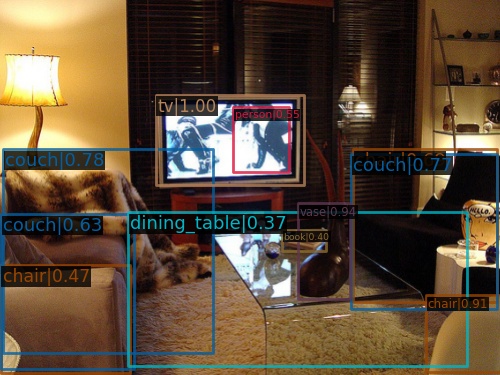 tv|1.00
person|0.55
couch|0.78
couch|0.77
vase|0.94
couch|0.63
dining_table|0.37
book|0.40
chair|0.47
chair|0.91